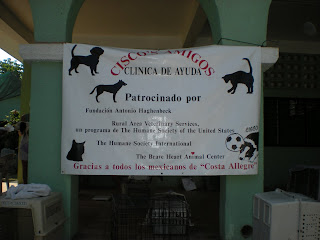 CISCO'S AMIGOS
CLINICA DE AYUDA
Patrocinado por
Fundación Antonio Haghenbeck
Rural Area Veterinary Services,
un programa de The Humane Society of the United States
The Humane Society International
The Brave Heart Animal Center
Gracias a todos los mexicanos de "Costa Allegre"